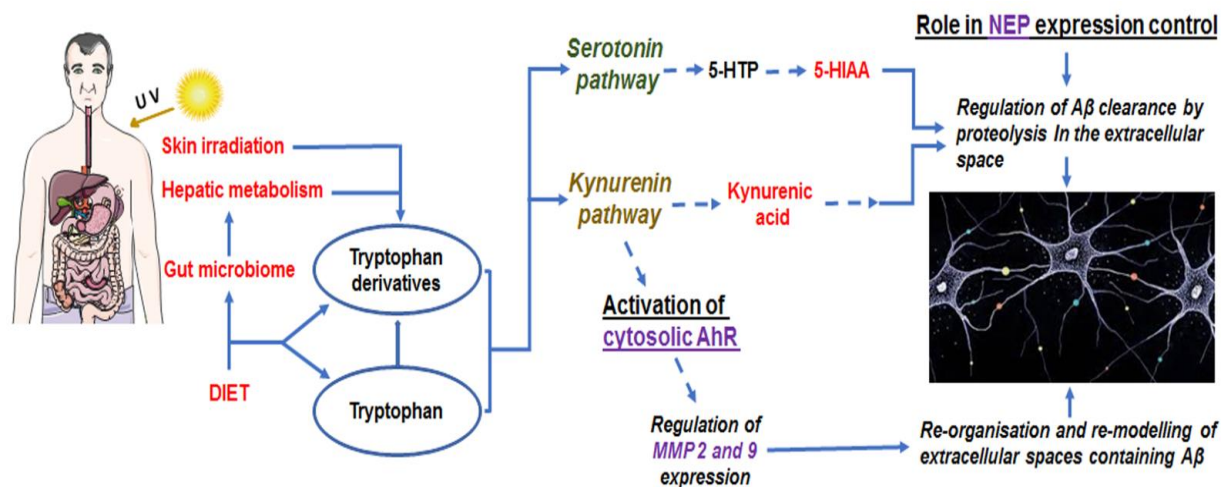 UV
Skin irradiation
Hepatic metabolism
Gut microbiome
DIET
Tryptophan
derivatives
Tryptophan
Serotonin
pathway
5-HTP
5-HIAA
Kynurenin
pathway
Kynurenic
acid
Activation of
cytosolic AhR
Regulation of
MMP 2 and 9
expression
Role in NEP expression control
Regulation of Aβ clearance by
proteolysis In the extracellular
space
Re-organisation and re-modelling of
extracellular spaces containing Aβ